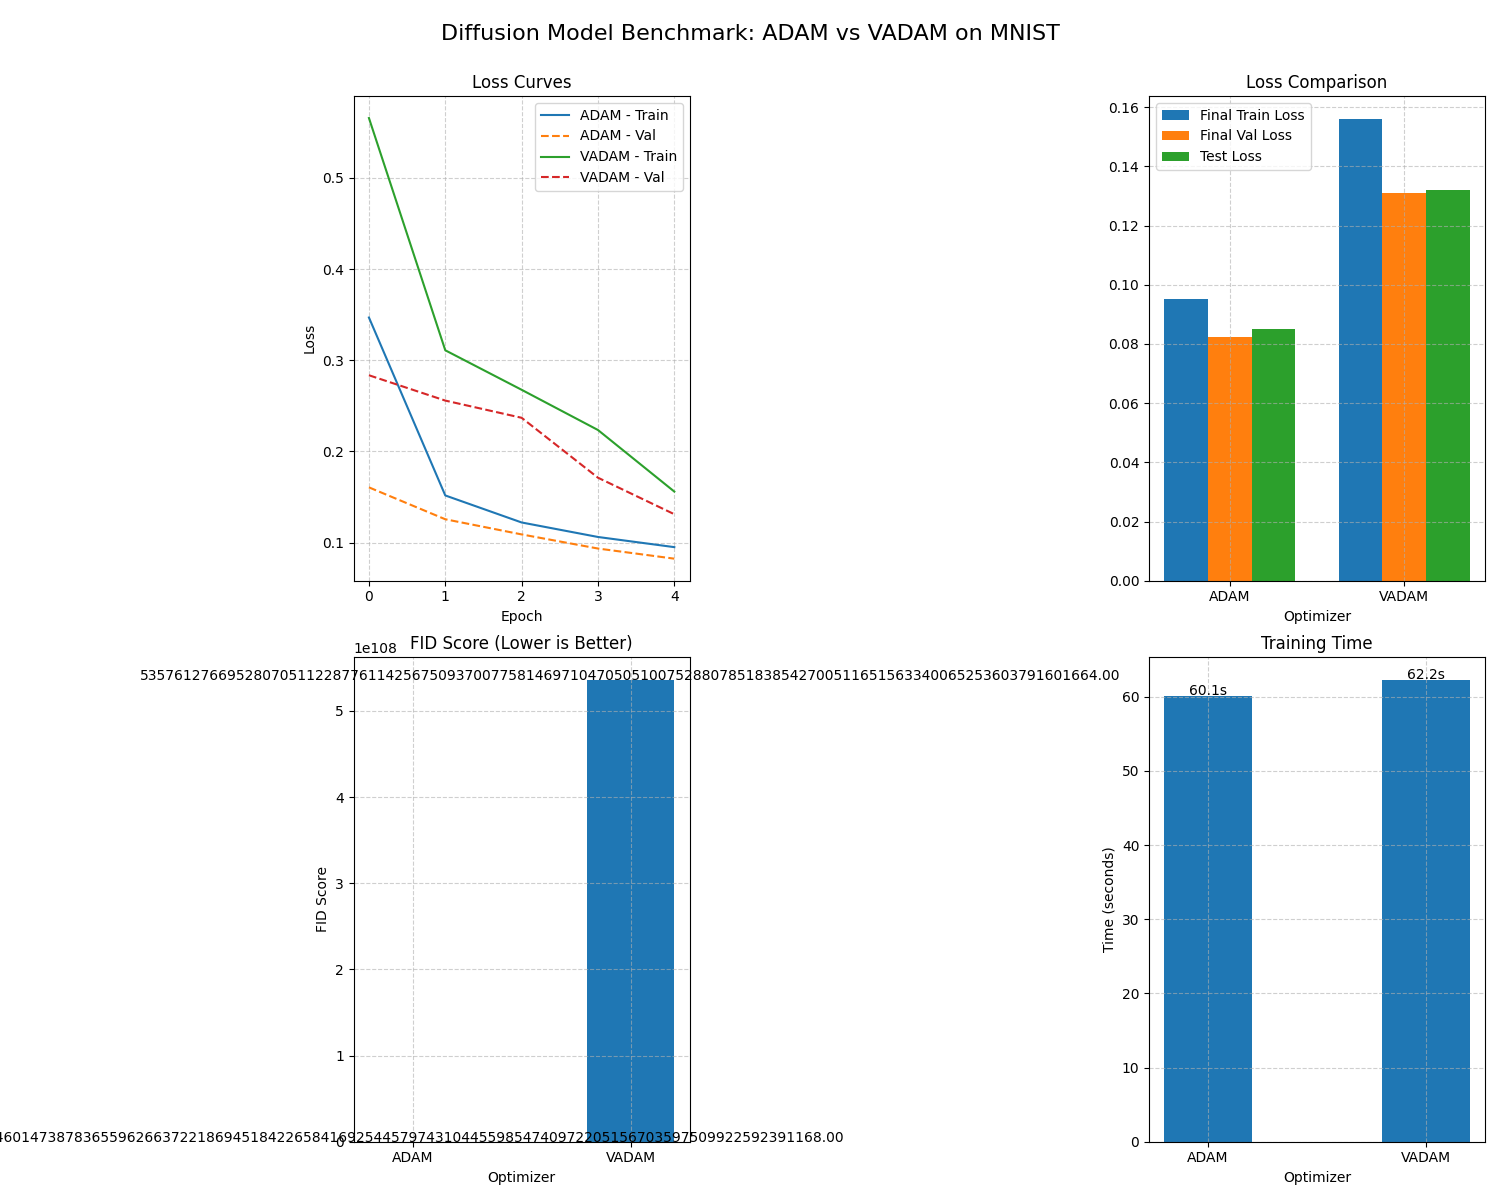 Diffusion Model Benchmark: ADAM vs VADAM on MNIST
Loss Curves
ADAM - Train
ADAM - Val
VADAM - Train
VADAM - Val
0.5
0.4
0.3
0.2
0.1
Loss
0 1 2 3 4
Epoch
Loss Comparison
Final Train Loss
Final Val Loss
Test Loss
0.16
0.14
0.12
0.10
0.08
0.06
0.04
0.02
0.00
ADAM VADAM
Optimizer
FID Score (Lower is Better)
1e108
5357612766952807051122877611425675093700775814697104705051007528807851838542700511651563340065253603791601664.00
5
4
3
2
1
0
FID Score
ADAM VADAM
Optimizer
Training Time
60.1s
62.2s
60
50
40
30
20
10
0
Time (seconds)
ADAM VADAM
Optimizer